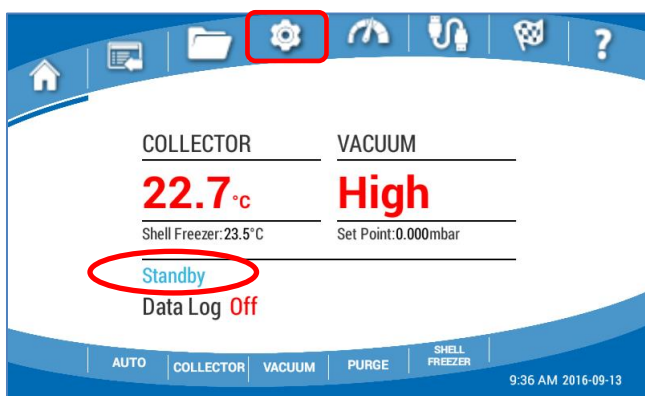 ?
COLLECTOR VACUUM
22.7°C High
Shell Freezer:23.5°C Set Point:0.000mbar
Standby
Data Log Off
AUTO COLLECTOR VACUUM PURGE SHELL FREEZER
9:36 AM 2016-09-13